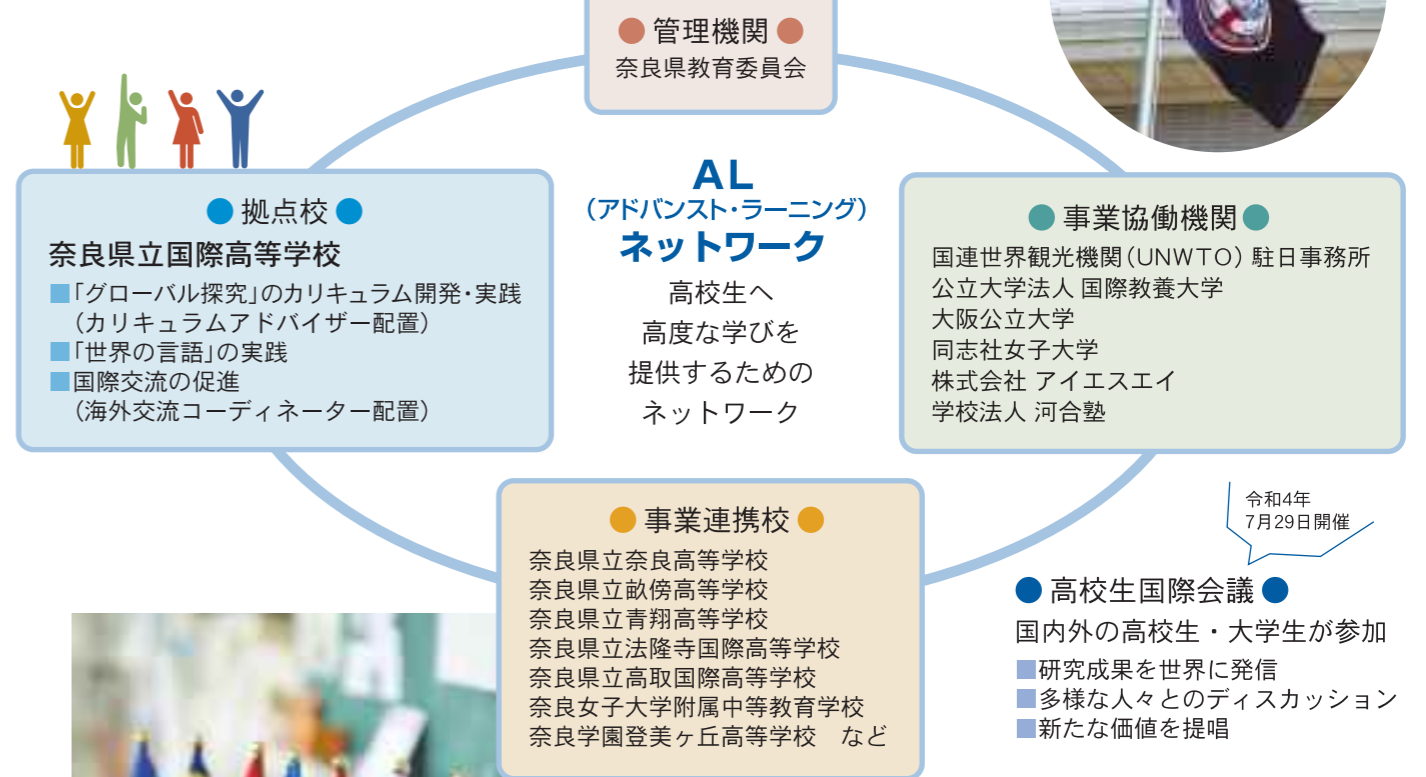 ● 管理機関 ●
奈良県教育委員会
● 拠点校 ●
奈良県立国際高等学校
■「グローバル探究」のカリキュラム開発・実践
（カリキュラムアドバイザー配置）
■「世界の言語」の実践
■国際交流の促進
（海外交流コーディネーター配置）
AL
（アドバンスト・ラーニング）
ネットワーク
高校生へ
高度な学びを
提供するための
ネットワーク
● 事業協働機関 ●
国連世界観光機関（UNWTO）駐日事務所
公立大学法人 国際教養大学
大阪公立大学
同志社女子大学
株式会社 アイエスエイ
学校法人 河合塾
● 事業連携校 ●
奈良県立奈良高等学校
奈良県立畝傍高等学校
奈良県立青翔高等学校
奈良県立法隆寺国際高等学校
奈良県立高取国際高等学校
奈良女子大学附属中等教育学校
奈良学園登美ヶ丘高等学校　など
令和4年
7月29日開催
● 高校生国際会議 ●
国内外の高校生・大学生が参加
■研究成果を世界に発信
■多様な人々とのディスカッション
■新たな価値を提唱